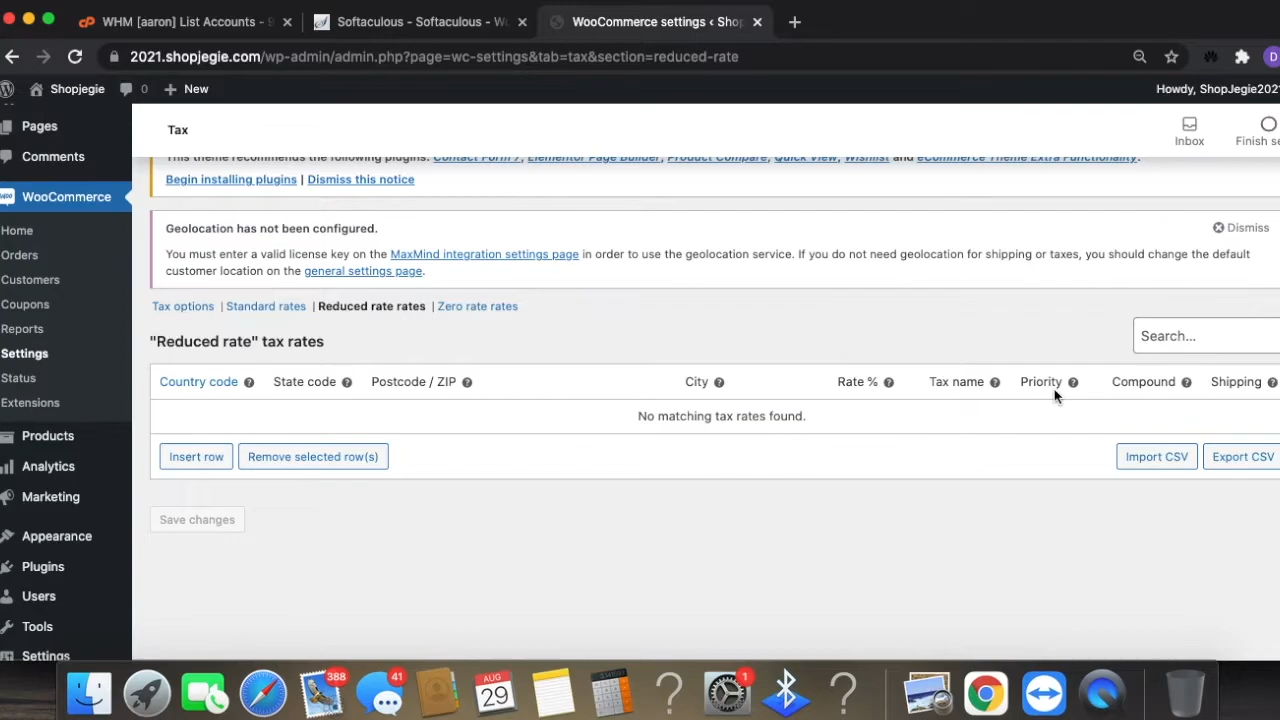 WHM [aaron] List Accounts - 9
Softaculous - Softaculous - W
WooCommerce settings ‹ Shop
2021.shopjegie.com/wp-admin/admin.php?page=wc-settings&tab=tax&section=reduced-rate
D
Shopjegie
0
New
Howdy, ShopJegie2021
Pages
Comments
WooCommerce
Home
Orders
Customers
Coupons
Reports
Settings
Status
Extensions
Products
Analytics
Marketing
Appearance
Plugins
Users
Tools
Settings
Tax
Inbox
Finish se
This theme recommends the following plugins: Contact Form 7, Elementor Page Builder, Product Compare, Quick View, Wishlist and eCommerce Theme Extra Functionality.
Begin installing plugins | Dismiss this notice
Geolocation has not been configured.
Dismiss
You must enter a valid license key on the MaxMind integration settings page in order to use the geolocation service. If you do not need geolocation for shipping or taxes, you should change the default
customer location on the general settings page.
Tax options | Standard rates | Reduced rate rates | Zero rate rates
"Reduced rate" tax rates
Search...
Country code State code Postcode / ZIP City Rate % Tax name Priority Compound Shipping
No matching tax rates found.
Insert row Remove selected row(s) Import CSV Export CSV
Save changes
388
41
AUG
29
1